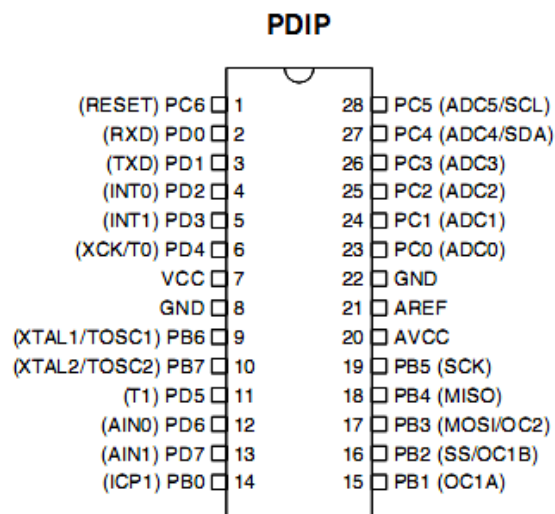 PDIP
(RESET) PC6 1 28 PC5 (ADC5/SCL)
(RXD) PD0 2 27 PC4 (ADC4/SDA)
(TXD) PD1 3 26 PC3 (ADC3)
(INT0) PD2 4 25 PC2 (ADC2)
(INT1) PD3 5 24 PC1 (ADC1)
(XCK/T0) PD4 6 23 PC0 (ADC0)
VCC 7 22 GND
GND 8 21 AREF
(XTAL1/TOSC1) PB6 9 20 AVCC
(XTAL2/TOSC2) PB7 10 19 PB5 (SCK)
(T1) PD5 11 18 PB4 (MISO)
(AIN0) PD6 12 17 PB3 (MOSI/OC2)
(AIN1) PD7 13 16 PB2 (SS/OC1B)
(ICP1) PB0 14 15 PB1 (OC1A)